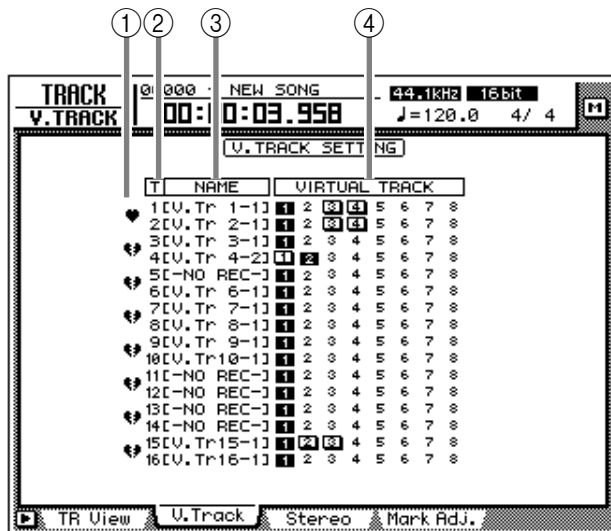 ① ② ③ ④
TRACK 00000 - NEW SONG 44.1kHz 16bit M
V.TRACK 00:00:03.958 ♩=120.0 4/ 4
V.TRACK SETTING
T NAME VIRTUAL TRACK
1[V.Tr 1-1] 1 2 3 4 5 6 7 8
2[V.Tr 2-1] 1 2 3 4 5 6 7 8
3[V.Tr 3-1] 1 2 3 4 5 6 7 8
4[V.Tr 4-2] 1 2 3 4 5 6 7 8
5[-NO REC-] 1 2 3 4 5 6 7 8
6[V.Tr 6-1] 1 2 3 4 5 6 7 8
7[V.Tr 7-1] 1 2 3 4 5 6 7 8
8[V.Tr 8-1] 1 2 3 4 5 6 7 8
9[V.Tr 9-1] 1 2 3 4 5 6 7 8
10[V.Tr10-1] 1 2 3 4 5 6 7 8
11[-NO REC-] 1 2 3 4 5 6 7 8
12[-NO REC-] 1 2 3 4 5 6 7 8
13[-NO REC-] 1 2 3 4 5 6 7 8
14[-NO REC-] 1 2 3 4 5 6 7 8
15[V.Tr15-1] 1 2 3 4 5 6 7 8
16[V.Tr16-1] 1 2 3 4 5 6 7 8
TR View V.Track Stereo Mark Adj.